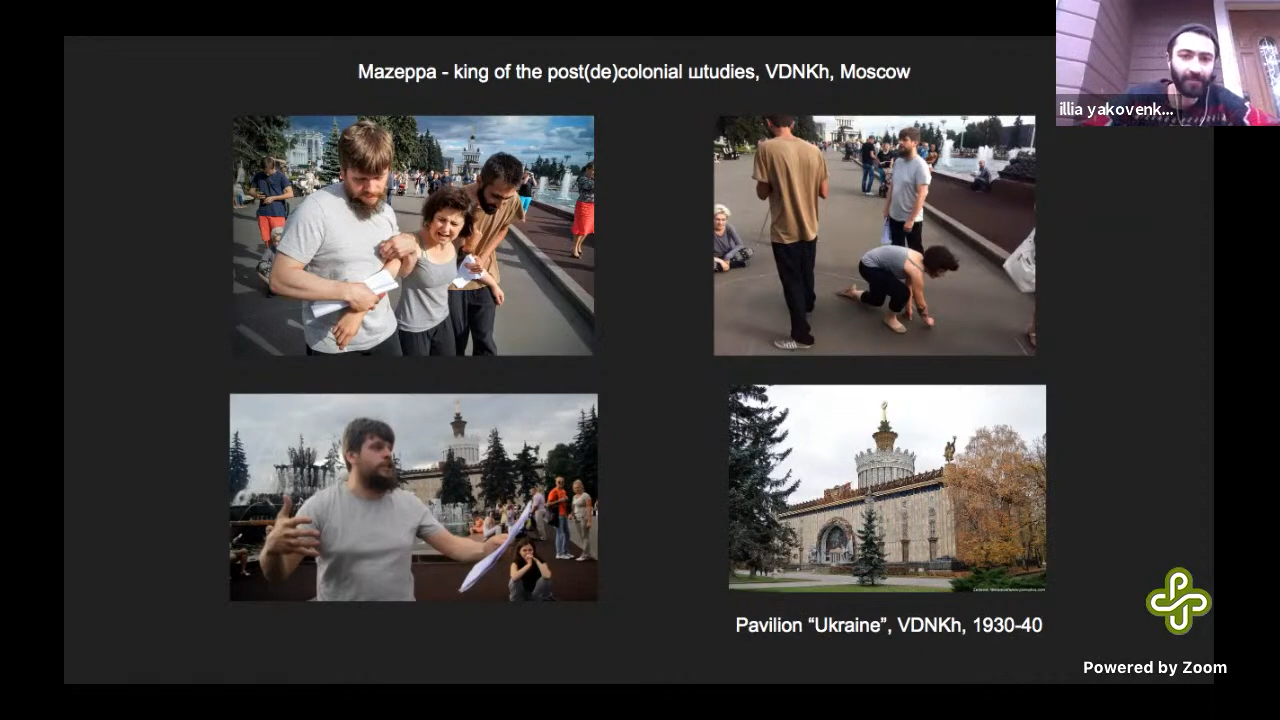 Mazeppa - king of the post(de)colonial штudies, VDNKh, Moscow
illia yakovenk...
Pavilion “Ukraine”, VDNKh, 1930-40
Powered by Zoom